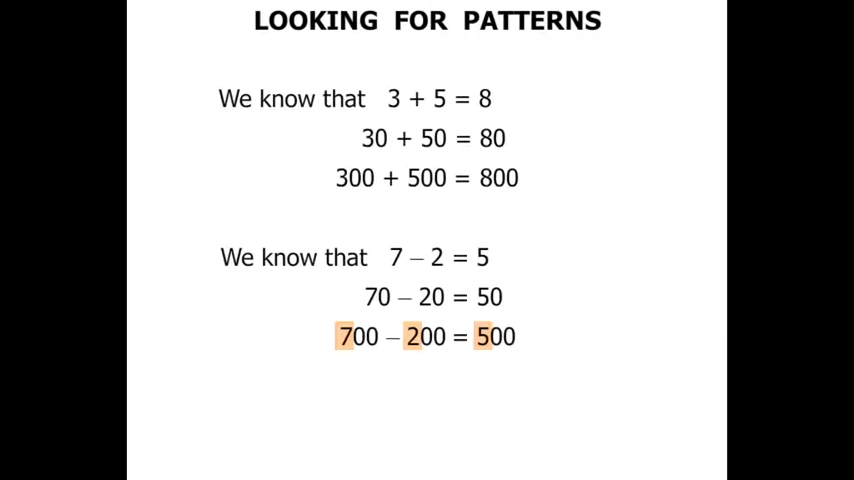 LOOKING FOR PATTERNS
We know that 3 + 5 = 8
30 + 50 = 80
300 + 500 = 800
We know that 7 – 2 = 5
70 – 20 = 50
700 – 200 = 500